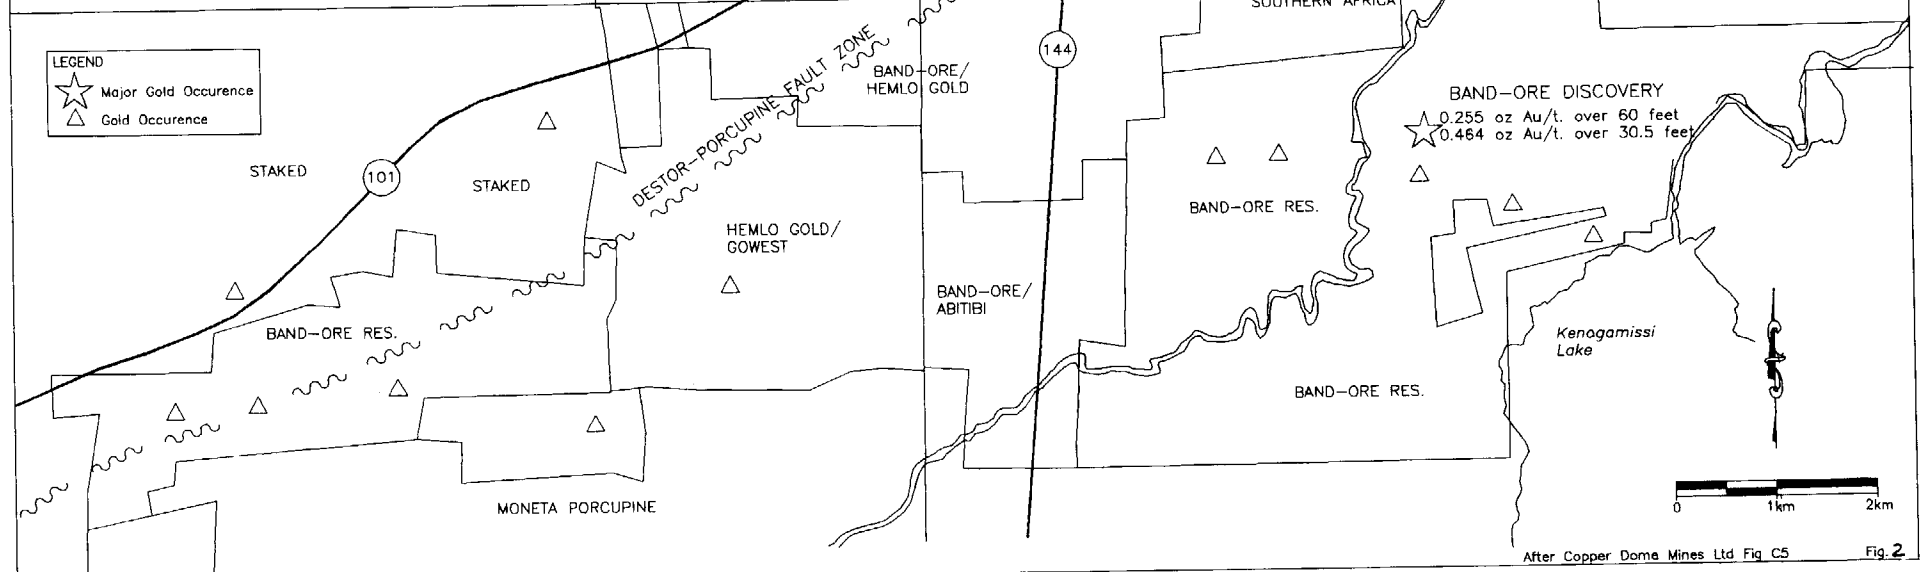 SOUTHERN AFRICA
LEGEND
Major Gold Occurence
Gold Occurence
STAKED
101
STAKED
DESTOR-PORCUPINE FAULT ZONE
BAND-ORE/
HEMLO GOLD
144
BAND-ORE DISCOVERY
0.255 oz Au/t. over 60 feet
0.464 oz Au/t. over 30.5 feet
BAND-ORE RES.
HEMLO GOLD/
GOWEST
BAND-ORE/
ABITIBI
BAND-ORE RES.
Kenogamissi
Lake
BAND-ORE RES.
MONETA PORCUPINE
0 1km 2km
After Copper Dome Mines Ltd Fig C5
Fig. 2